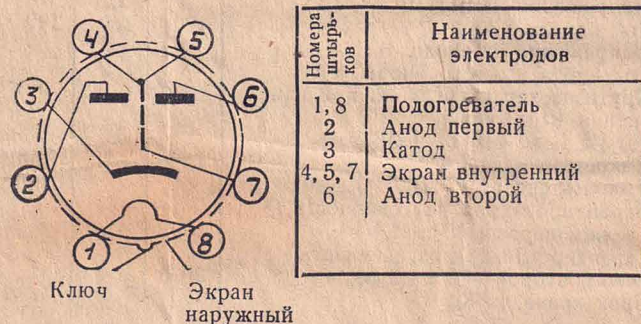 4
5
3
6
2
7
1
8
Ключ
Экран
наружный
Номера штырь-
ков
Наименование
электродов
1, 8 Подогреватель
2 Анод первый
3 Катод
4, 5, 7 Экран внутренний
6 Анод второй